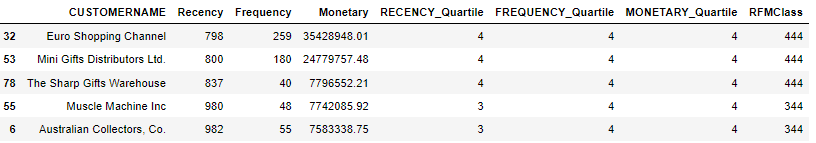 CUSTOMERNAME Recency Frequency Monetary RECENCY_Quartile FREQUENCY_Quartile MONETARY_Quartile RFMClass
32 Euro Shopping Channel 798 259 35428948.01 4 4 4 444
53 Mini Gifts Distributors Ltd. 800 180 24779757.48 4 4 4 444
78 The Sharp Gifts Warehouse 837 40 7796552.21 4 4 4 444
55 Muscle Machine Inc 980 48 7742085.92 3 4 4 344
6 Australian Collectors, Co. 982 55 7583338.75 3 4 4 344